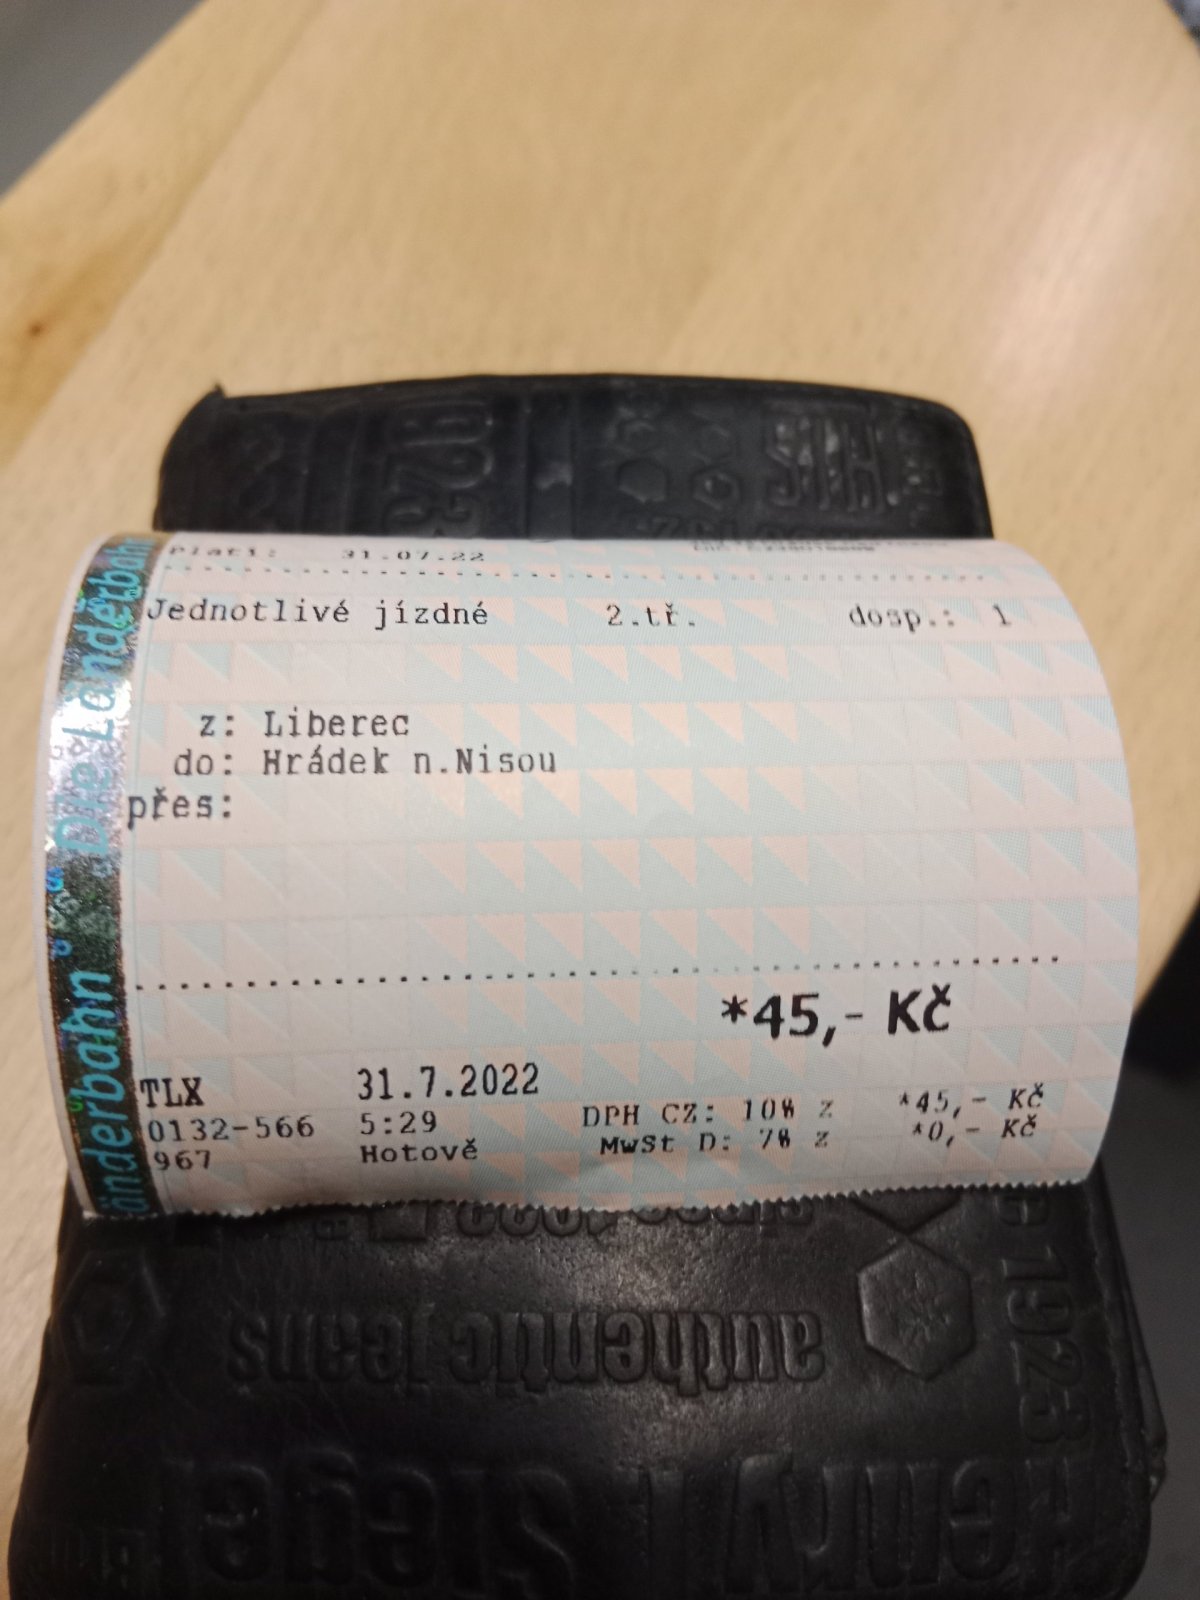 Platí: 31.07.22
Jednotlivé jízdné 2.tř. dosp.: 1
z: Liberec
do: Hrádek n.Nisou
přes:
*45,- Kč
TLX 31.7.2022
0132-566 5:29 DPH CZ: 10% z *45,- Kč
967 Hotově MwSt D: 7% z *0,- Kč
Die Länderbahn
änderbahn
authentic jeans
1923